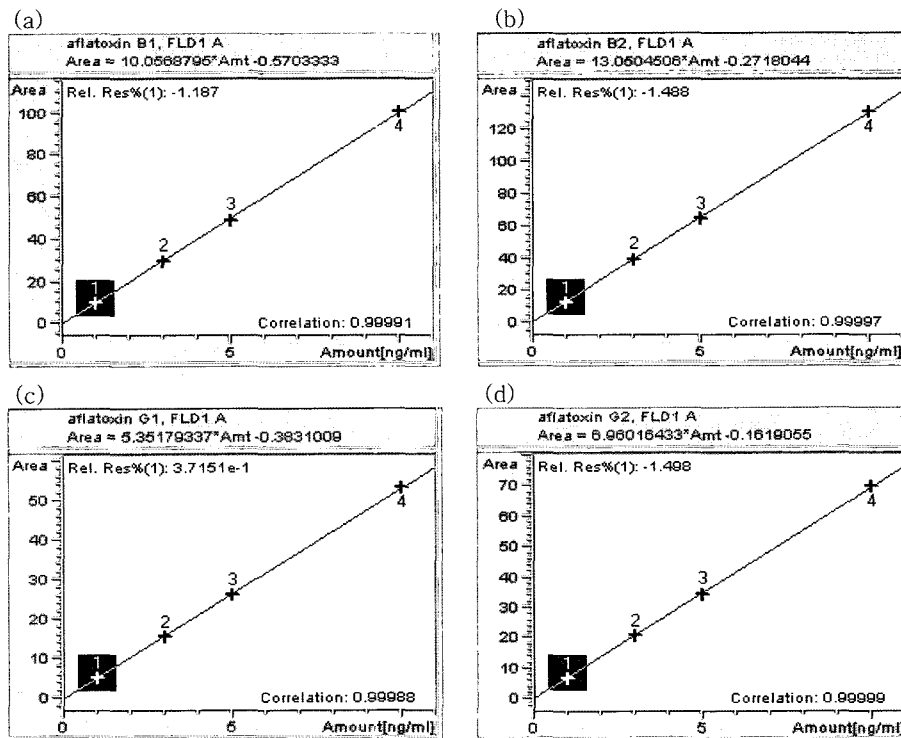 (a)
aflatoxin B1, FLD1 A
Area = 10.0568795*Amt -0.5703333
Area
Rel. Res%(1): -1.187
100
80
60
40
20
0
1
2
3
4
Correlation: 0.99991
0
5
Amount[ng/ml]
(b)
aflatoxin B2, FLD1 A
Area = 13.0504506*Amt -0.2718044
Area
Rel. Res%(1): -1.488
120
100
80
60
40
20
0
1
2
3
4
Correlation: 0.99997
0
5
Amount[ng/ml]
(c)
aflatoxin G1, FLD1 A
Area = 5.35179337*Amt -0.3831009
Area
Rel. Res%(1): 3.7151e-1
50
40
30
20
10
0
1
2
3
4
Correlation: 0.99988
0
5
Amount[ng/ml]
(d)
aflatoxin G2, FLD1 A
Area = 6.96016433*Amt -0.1619055
Area
Rel. Res%(1): -1.498
70
60
50
40
30
20
10
0
1
2
3
4
Correlation: 0.99999
0
5
Amount[ng/ml]